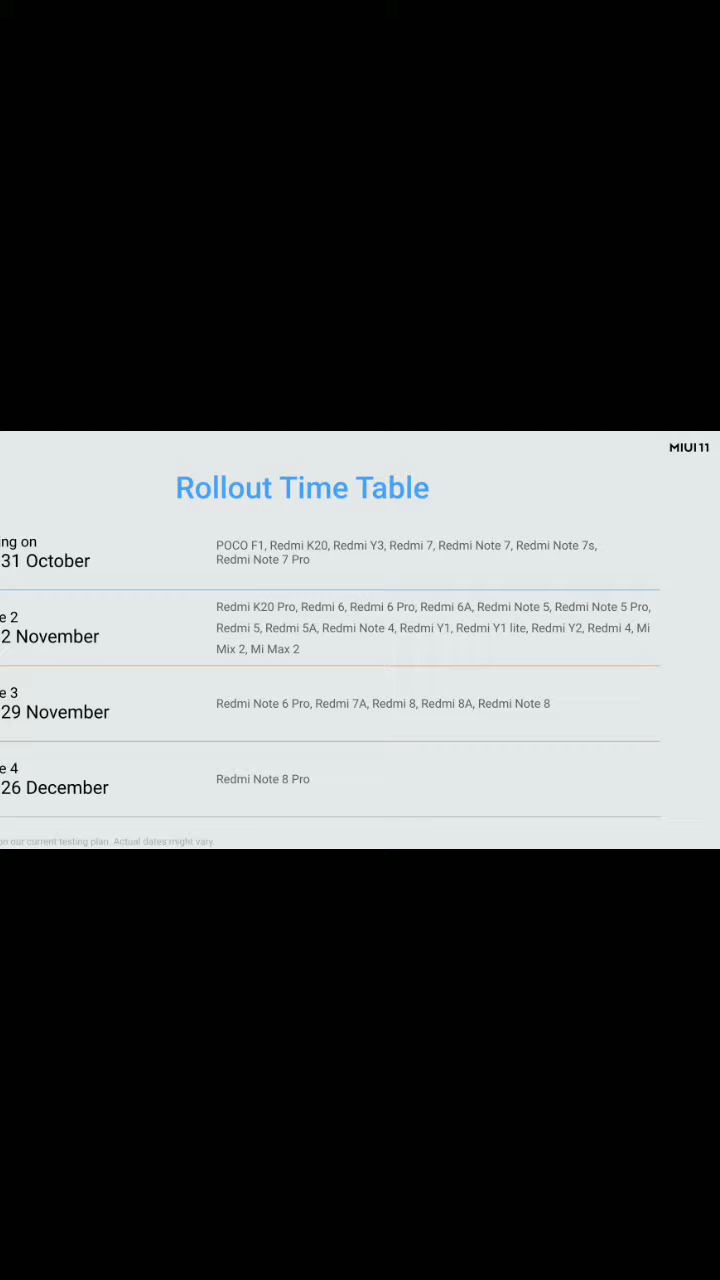 MIUI 11
Rollout Time Table
ing on
31 October
POCO F1, Redmi K20, Redmi Y3, Redmi 7, Redmi Note 7, Redmi Note 7s,
Redmi Note 7 Pro
e 2
2 November
Redmi K20 Pro, Redmi 6, Redmi 6 Pro, Redmi 6A, Redmi Note 5, Redmi Note 5 Pro,
Redmi 5, Redmi 5A, Redmi Note 4, Redmi Y1, Redmi Y1 lite, Redmi Y2, Redmi 4, Mi
Mix 2, Mi Max 2
e 3
29 November
Redmi Note 6 Pro, Redmi 7A, Redmi 8, Redmi 8A, Redmi Note 8
e 4
26 December
Redmi Note 8 Pro
on our current testing plan. Actual dates might vary.